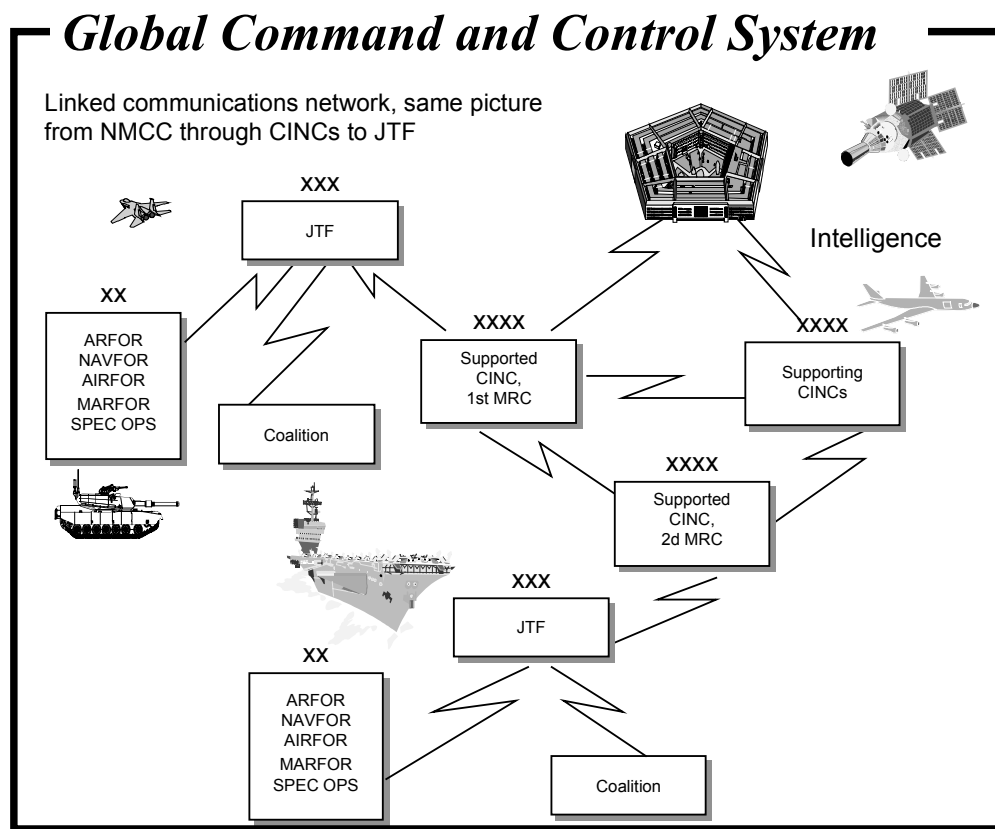 Global Command and Control System
Linked communications network, same picture
from NMCC through CINCs to JTF
XXX
JTF
Intelligence
XX
ARFOR
NAVFOR
AIRFOR
MARFOR
SPEC OPS
Coalition
XXXX
Supported
CINC,
1st MRC
XXXX
Supporting
CINCs
XXXX
Supported
CINC,
2d MRC
XXX
JTF
XX
ARFOR
NAVFOR
AIRFOR
MARFOR
SPEC OPS
Coalition